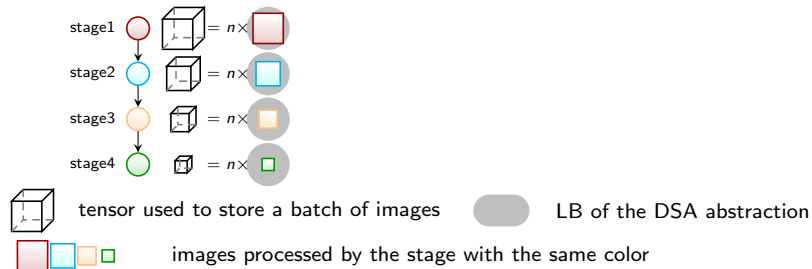 stage1 = n×
stage2 = n×
stage3 = n×
stage4 = n×
tensor used to store a batch of images LB of the DSA abstraction
images processed by the stage with the same color